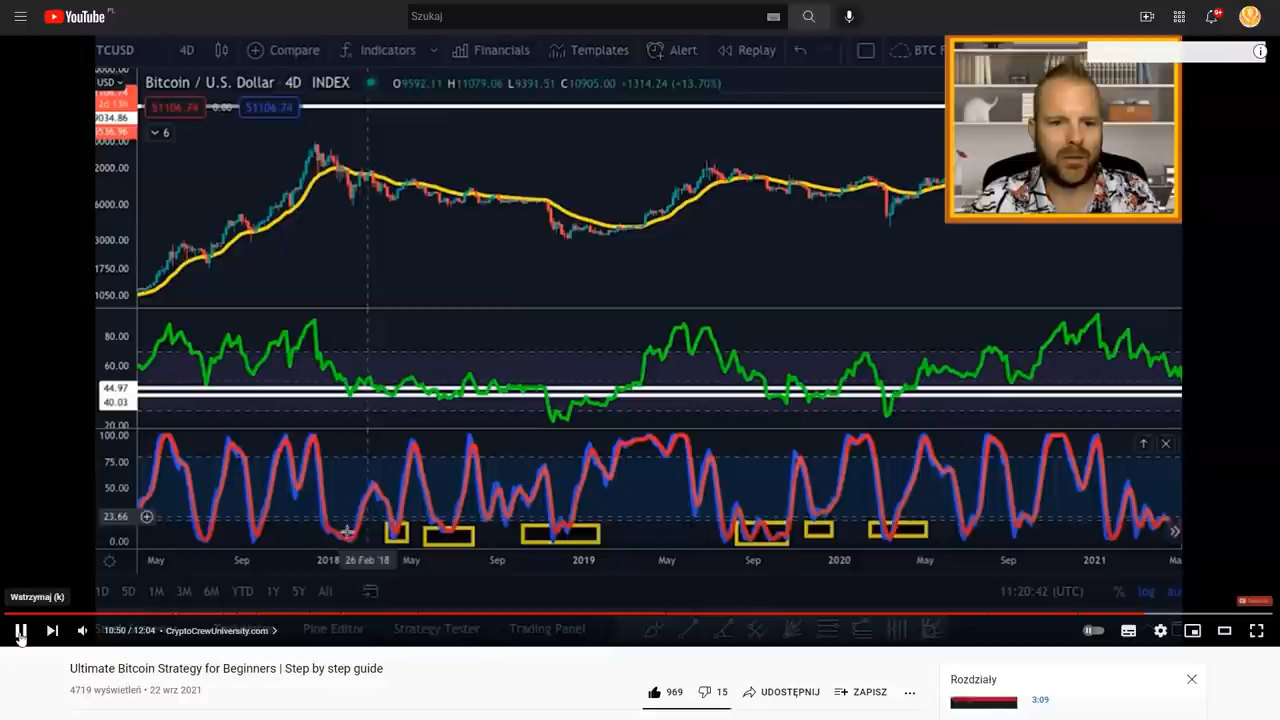 YouTube PL
Szukaj
9+
TCUSD 4D Compare Indicators Financials Templates Alert Replay BTC F
Bitcoin / U.S. Dollar · 4D INDEX O9592.11 H11079.06 L9391.51 C10905.00 +1314.24 (+13.70%)
USD
51106.74 0.00 51106.74
2d 13h
9034.86
6
2000.00
6000.00
3000.00
1750.00
1050.00
80.00
60.00
44.97
40.03
20.00
100.00
75.00
50.00
23.66
0.00
May Sep 2018 26 Feb '18 May Sep 2019 May Sep 2020 May Sep 2021 Ma
1D 5D 1M 3M 6M YTD 1Y 5Y All 11:20:42 (UTC) % log au
Wstrzymaj (k)
Pine Editor Strategy Tester Trading Panel
10:50 / 12:04 • CryptoCrewUniversity.com
Ultimate Bitcoin Strategy for Beginners | Step by step guide
4719 wyświetleń • 22 wrz 2021
969 15 UDOSTĘPNIJ ZAPISZ
Rozdziały
3:09